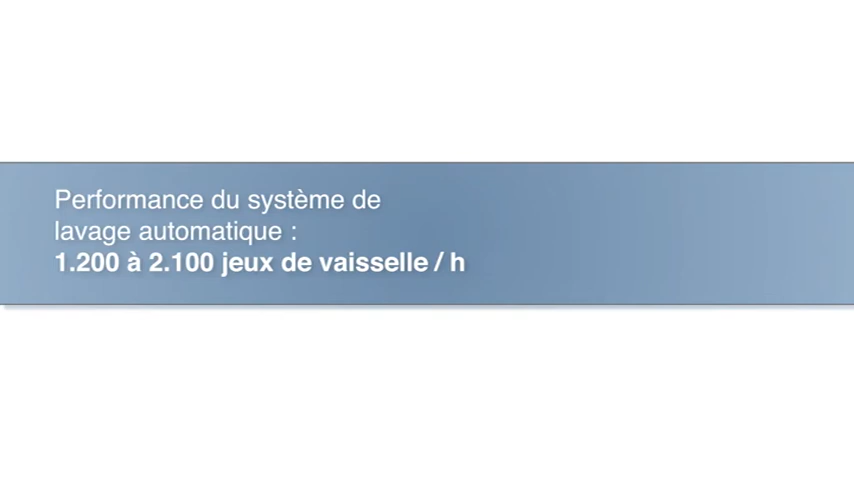 Performance du système de
lavage automatique :
1.200 à 2.100 jeux de vaisselle / h